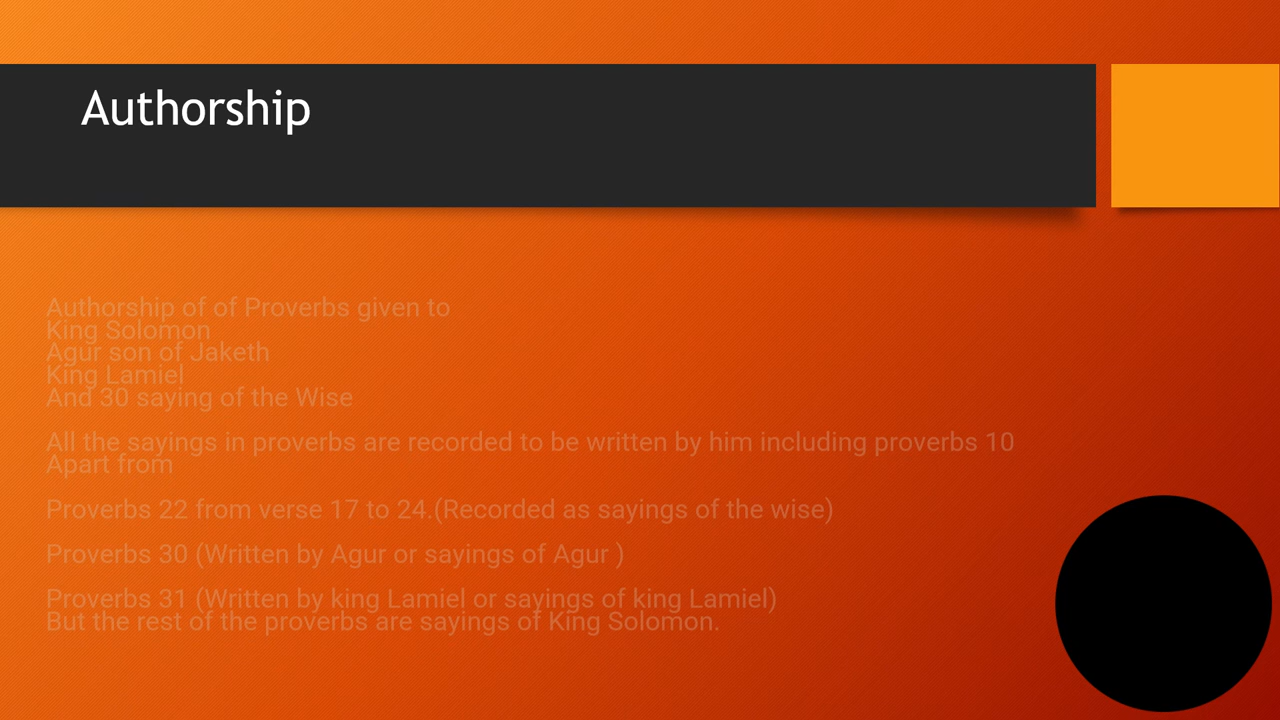 Authorship
Authorship of of Proverbs given to
King Solomon
Agur son of Jaketh
King Lamiel
And 30 saying of the Wise
All the sayings in proverbs are recorded to be written by him including proverbs 10
Apart from
Proverbs 22 from verse 17 to 24.(Recorded as sayings of the wise)
Proverbs 30 (Written by Agur or sayings of Agur )
Proverbs 31 (Written by king Lamiel or sayings of king Lamiel)
But the rest of the proverbs are sayings of King Solomon.